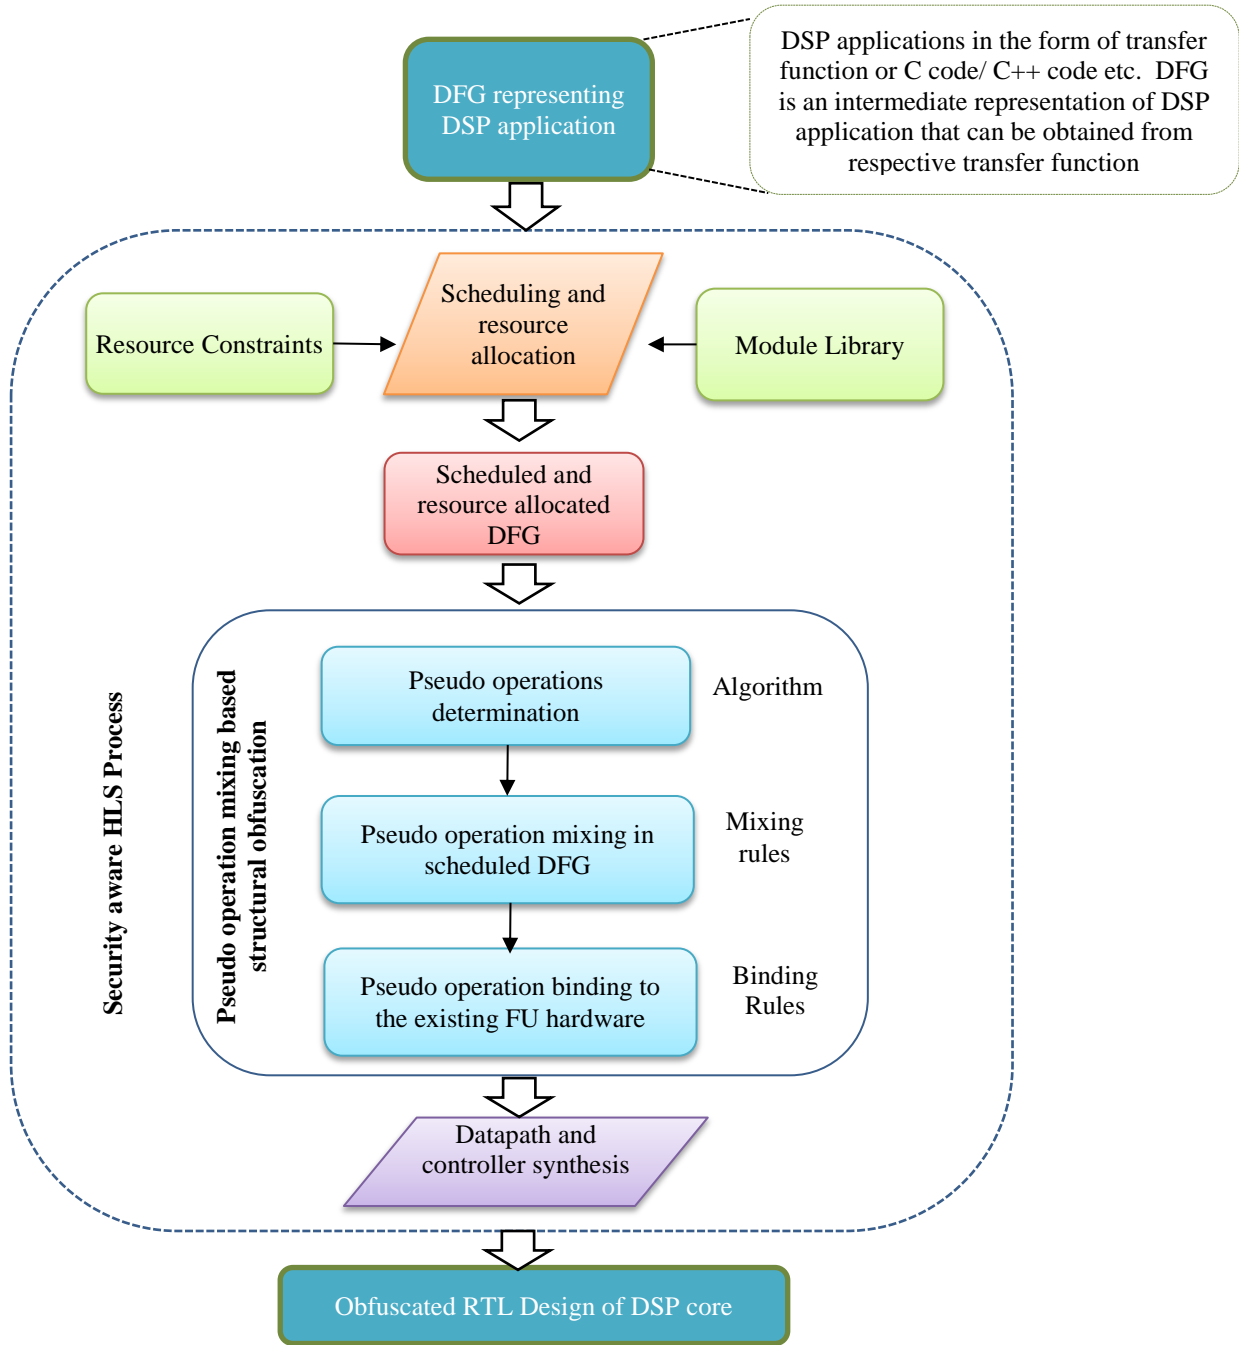 DFG representing
DSP application
DSP applications in the form of transfer
function or C code/ C++ code etc. DFG
is an intermediate representation of DSP
application that can be obtained from
respective transfer function
Scheduling and
resource
allocation
Resource Constraints
Module Library
Scheduled and
resource allocated
DFG
Security aware HLS Process
Pseudo operation mixing based
structural obfuscation
Pseudo operations
determination
Algorithm
Pseudo operation mixing in
scheduled DFG
Mixing
rules
Pseudo operation binding to
the existing FU hardware
Binding
Rules
Datapath and
controller synthesis
Obfuscated RTL Design of DSP core